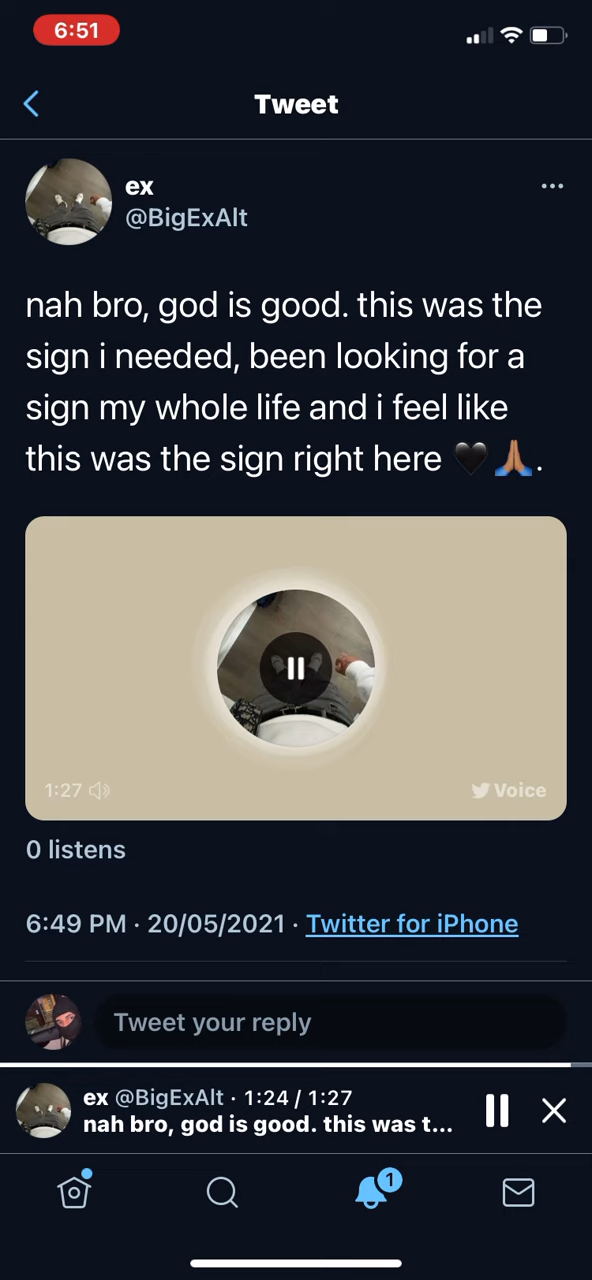 6:51
Tweet
ex
@BigExAlt
nah bro, god is good. this was the
sign i needed, been looking for a
sign my whole life and i feel like
this was the sign right here 🖤🙏🏽.
1:27
Voice
0 listens
6:49 PM · 20/05/2021 · Twitter for iPhone
Tweet your reply
ex @BigExAlt · 1:24 / 1:27
nah bro, god is good. this was t...
1